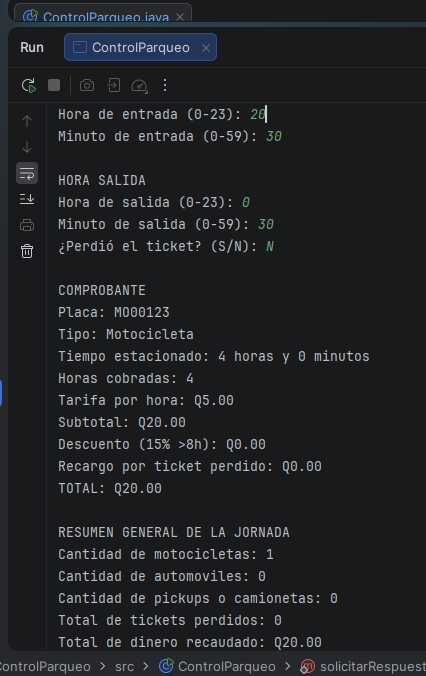 ControlParqueo.java
Run
ControlParqueo
Hora de entrada (0-23): 20
Minuto de entrada (0-59): 30
HORA SALIDA
Hora de salida (0-23): 0
Minuto de salida (0-59): 30
¿Perdió el ticket? (S/N): N
COMPROBANTE
Placa: MO00123
Tipo: Motocicleta
Tiempo estacionado: 4 horas y 0 minutos
Horas cobradas: 4
Tarifa por hora: Q5.00
Subtotal: Q20.00
Descuento (15% >8h): Q0.00
Recargo por ticket perdido: Q0.00
TOTAL: Q20.00
RESUMEN GENERAL DE LA JORNADA
Cantidad de motocicletas: 1
Cantidad de automoviles: 0
Cantidad de pickups o camionetas: 0
Total de tickets perdidos: 0
Total de dinero recaudado: Q20.00
ControlParqueo > src > ControlParqueo > solicitarRespuest